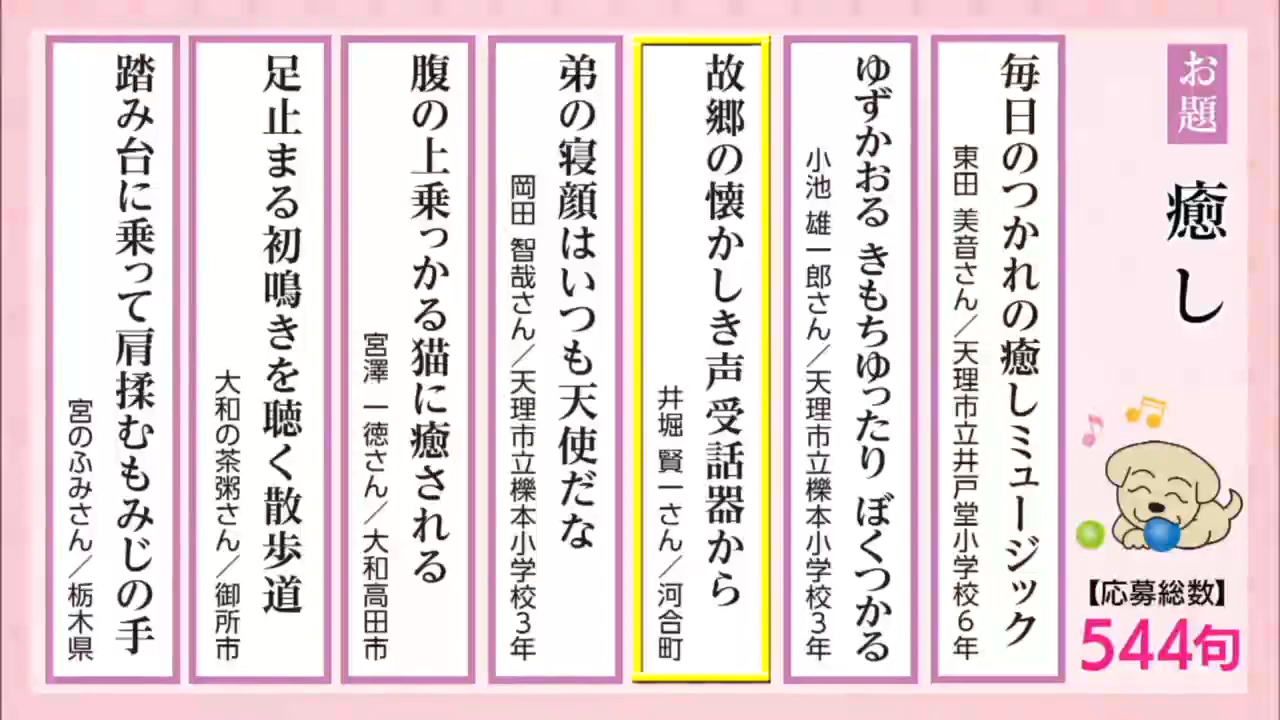 お題
癒し
【応募総数】
544句
毎日のつかれの癒しミュージック
東田 美音さん／天理市立井戸堂小学校6年
ゆずかおる きもちゆったり ぼくつかる
小池 雄一郎さん／天理市立櫟本小学校3年
故郷の懐かしき声受話器から
井堀 賢一さん／河合町
弟の寝顔はいつも天使だな
岡田 智哉さん／天理市立櫟本小学校3年
腹の上乗っかる猫に癒される
宮澤 一徳さん／大和高田市
足止まる初鳴きを聴く散歩道
大和の茶粥さん／御所市
踏み台に乗って肩揉むもみじの手
宮のふみさん／栃木県